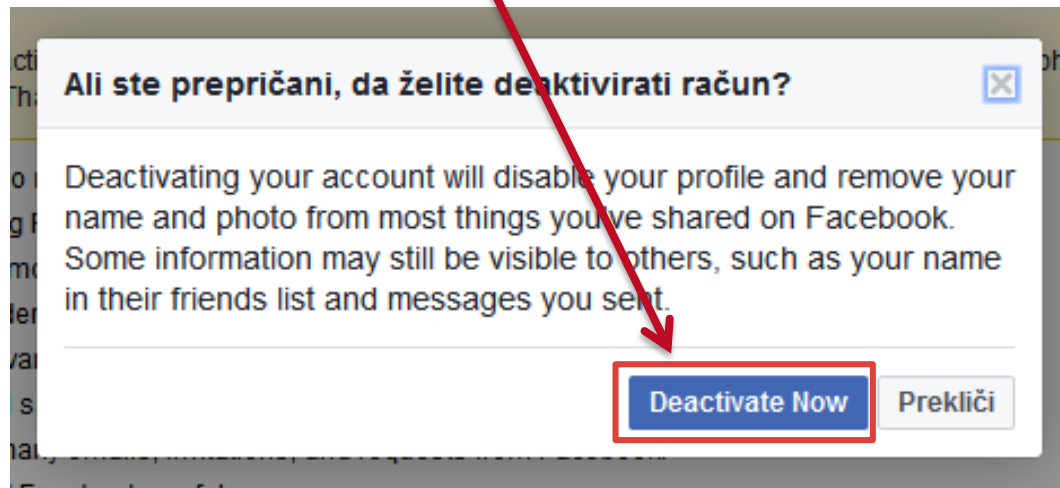 Ali ste prepričani, da želite deaktivirati račun?
Deactivating your account will disable your profile and remove your
name and photo from most things you've shared on Facebook.
Some information may still be visible to others, such as your name
in their friends list and messages you sent.
Deactivate Now
Prekliči